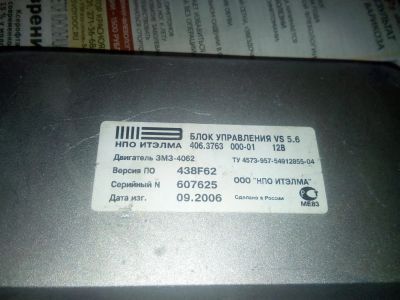 БЛОК УПРАВЛЕНИЯ VS 5.6
НПО ИТЭЛМА 406.3763 000-01 12В
Двигатель ЗМЗ-4062 ТУ 4573-957-54912855-04
Версия ПО 438F62
Серийный N 607625 ООО "НПО ИТЭЛМА"
Дата изг. 09.2006 Сделано в России
МЕ83